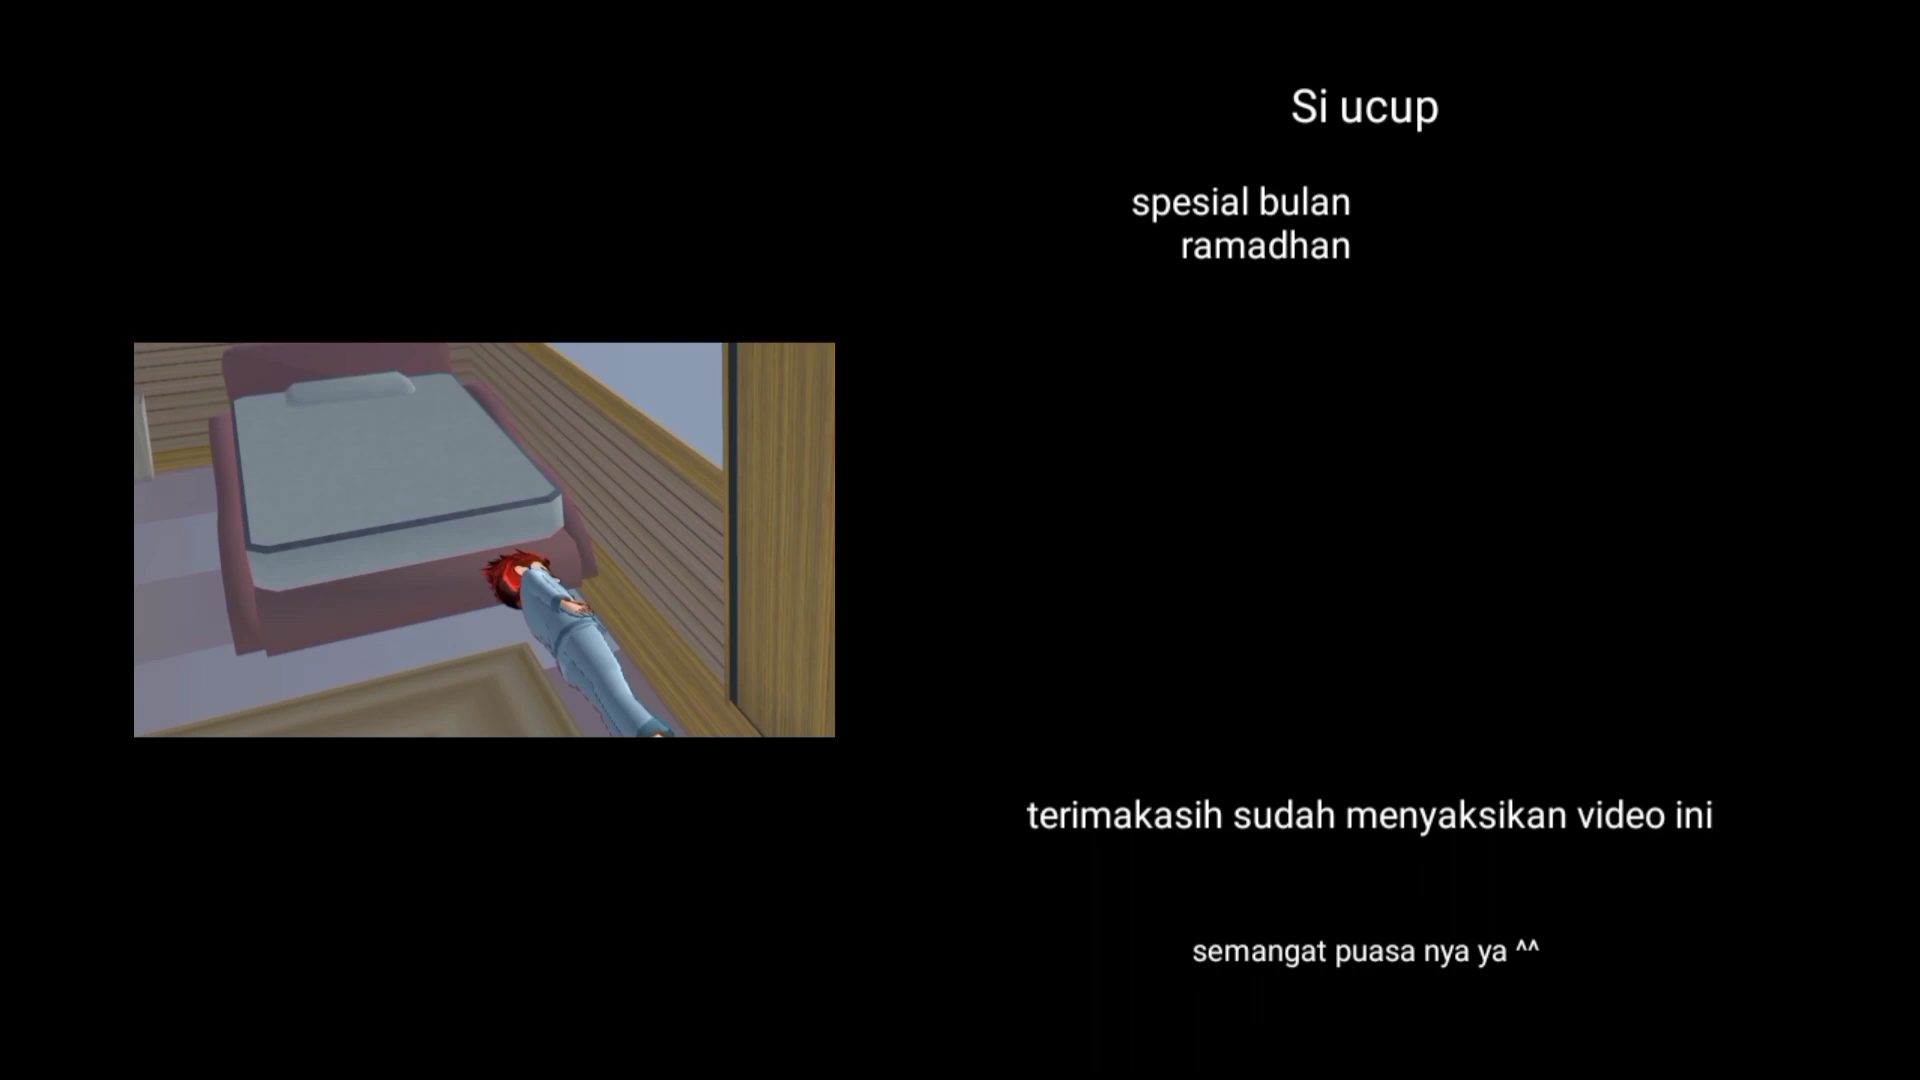 Si ucup
spesial bulan
ramadhan
terimakasih sudah menyaksikan video ini
semangat puasa nya ya ^^